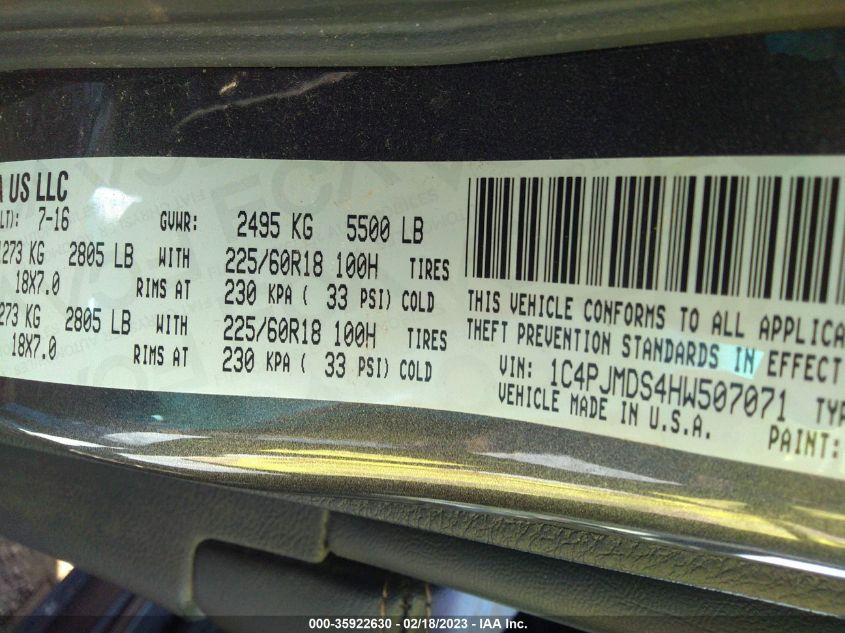 A US LLC
LT): 7-16 GVWR: 2495 KG 5500 LB
1273 KG 2805 LB WITH 225/60R18 100H TIRES
18X7.0 RIMS AT 230 KPA ( 33 PSI) COLD
273 KG 2805 LB WITH 225/60R18 100H TIRES
18X7.0 RIMS AT 230 KPA ( 33 PSI) COLD
THIS VEHICLE CONFORMS TO ALL APPLICA
THEFT PREVENTION STANDARDS IN EFFECT
VIN: 1C4PJMDS4HW507071 TYP
VEHICLE MADE IN U.S.A. PAINT:
000-35922630 - 02/18/2023 - IAA Inc.